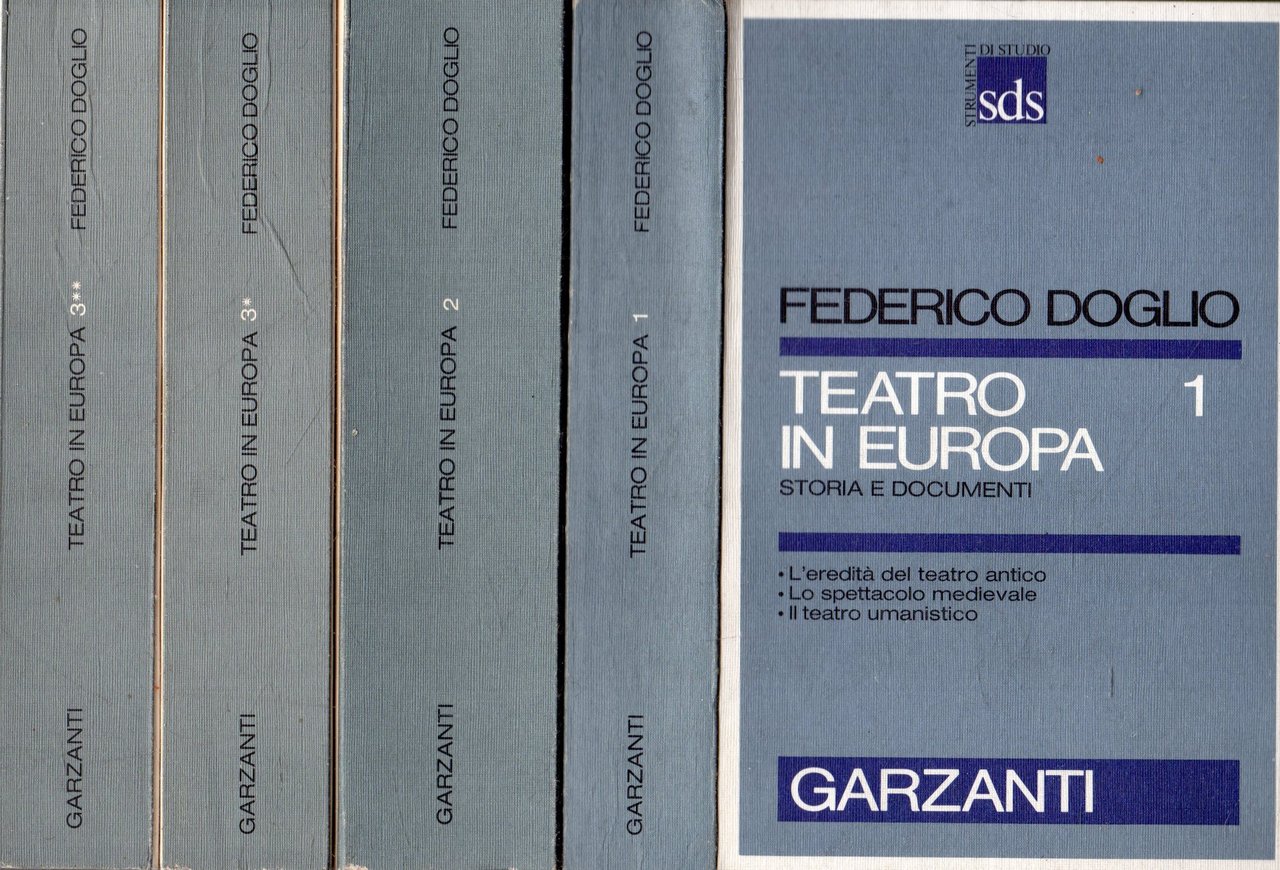 FEDERICO DOGLIO
TEATRO IN EUROPA 3**
GARZANTI
FEDERICO DOGLIO
TEATRO IN EUROPA 3*
GARZANTI
FEDERICO DOGLIO
TEATRO IN EUROPA 2
GARZANTI
FEDERICO DOGLIO
TEATRO IN EUROPA 1
GARZANTI
STRUMENTI
DI STUDIO
sds
FEDERICO DOGLIO
TEATRO 1
IN EUROPA
STORIA E DOCUMENTI
• L'eredità del teatro antico
• Lo spettacolo medievale
• Il teatro umanistico
GARZANTI